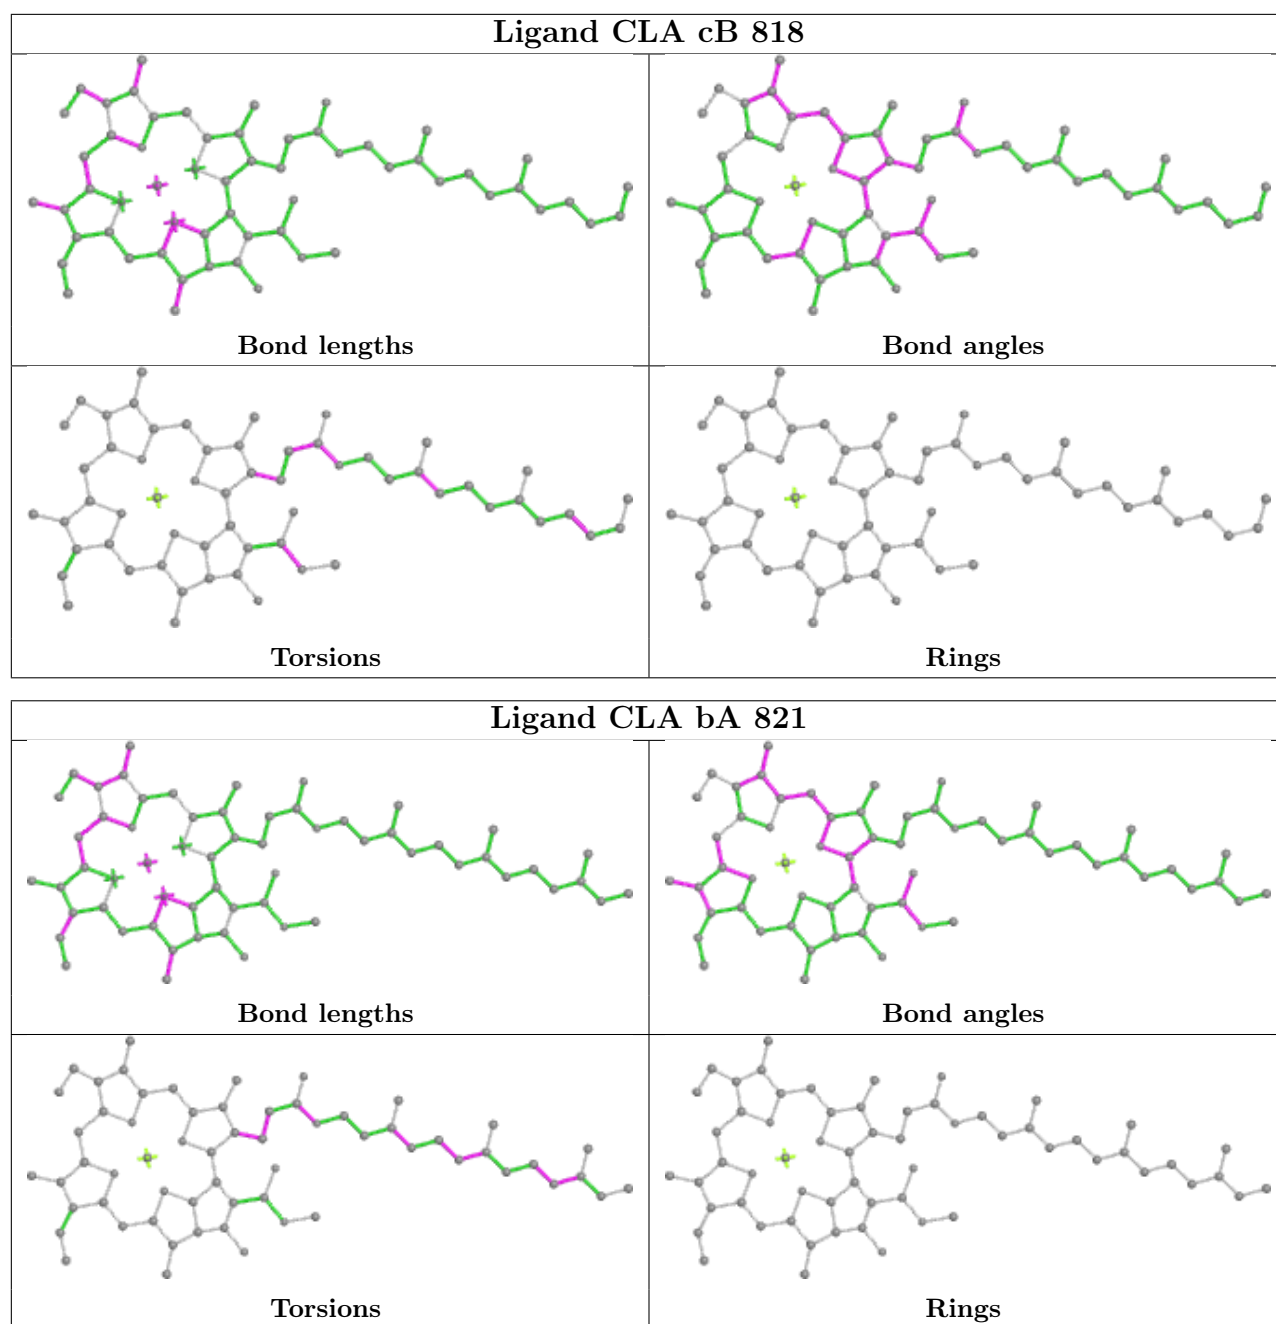 Ligand CLA cB 818
Bond lengths
Bond angles
Torsions
Rings
Ligand CLA bA 821
Bond lengths
Bond angles
Torsions
Rings